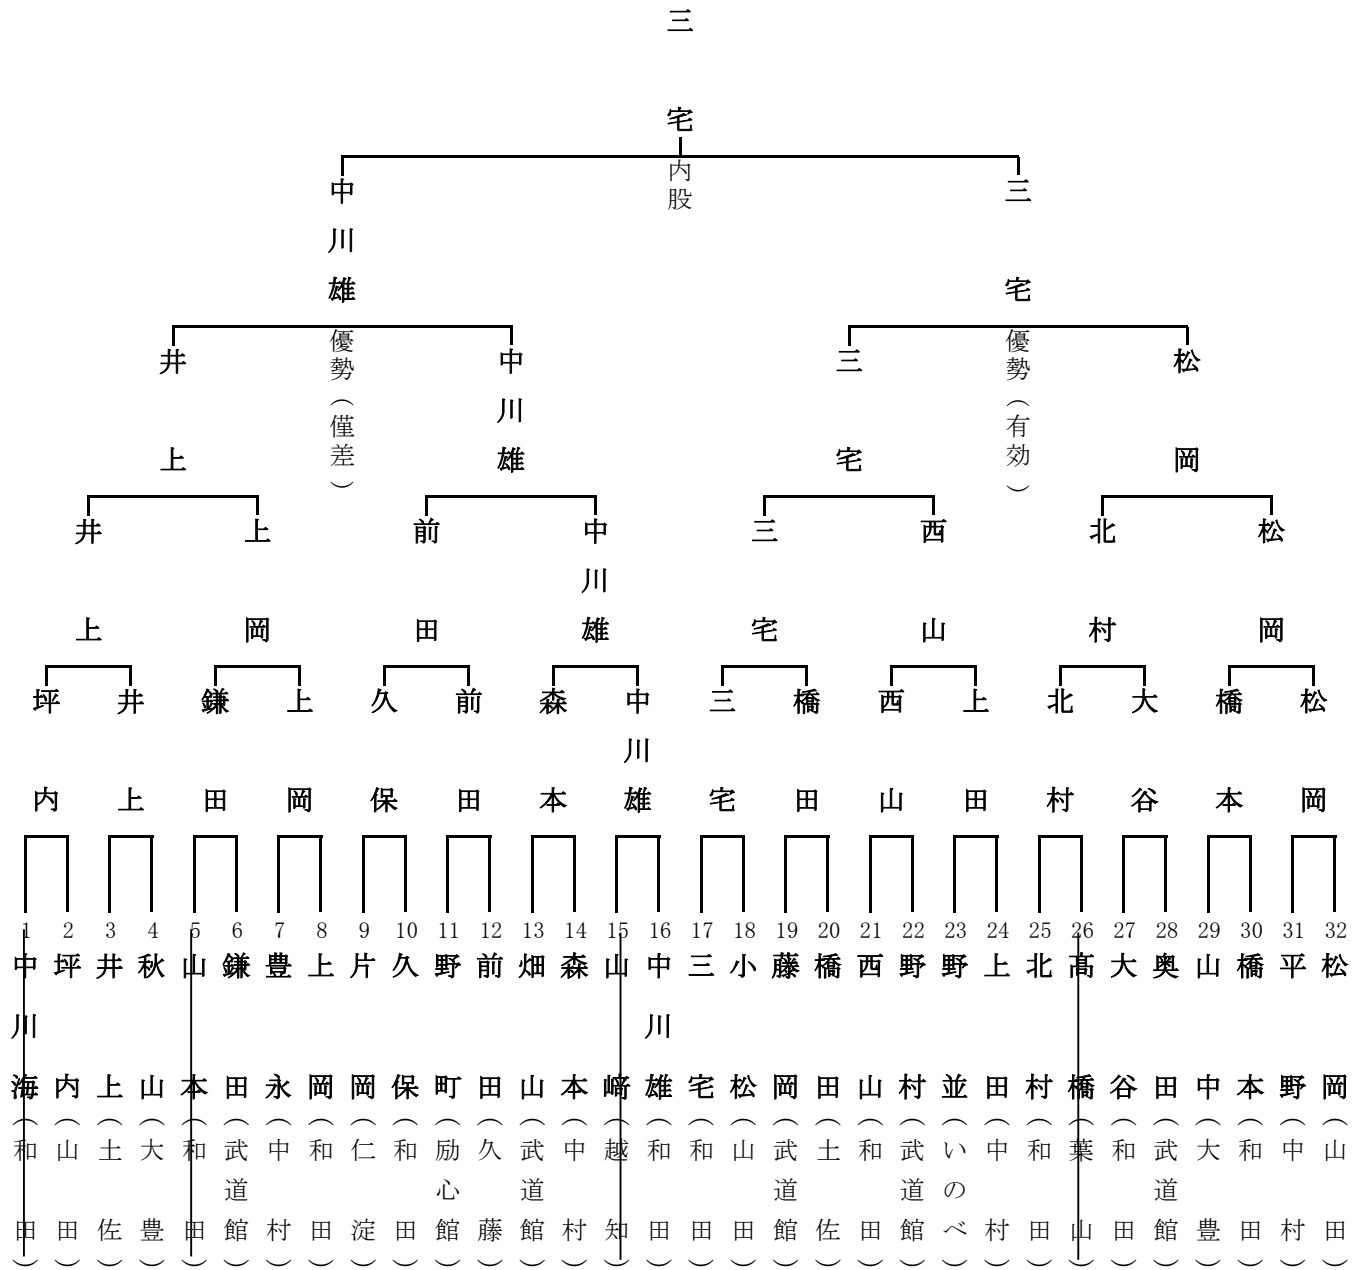 三宅
内股
中川雄
三宅
優勢（僅差）
優勢（有効）
井上
中川雄
三宅
松岡
井上
上岡
前田
中川雄
三宅
西山
北村
松岡
坪内
井上
鎌田
上岡
久保
前田
森本
中川雄
三宅
橋田
西山
上田
北村
大谷
橋本
松岡
1 中川海（和田）
2 坪内（山田）
3 井上（土佐）
4 秋山（大豊）
5 山本（和田）
6 鎌田（武道館）
7 豊永（中村）
8 上岡（和田）
9 片岡（仁淀）
10 久保（和田）
11 野町（励心館）
12 前田（久藤）
13 畑山（武道館）
14 森本（中村）
15 山﨑（越知）
16 中川雄（和田）
17 三宅（和田）
18 小松（山田）
19 藤岡（武道館）
20 橋田（土佐）
21 西山（和田）
22 野村（武道館）
23 野並（いのべ）
24 上田（中村）
25 北村（和田）
26 髙橋（葉山）
27 大谷（和田）
28 奥田（武道館）
29 山中（大豊）
30 橋本（和田）
31 平野（中村）
32 松岡（山田）